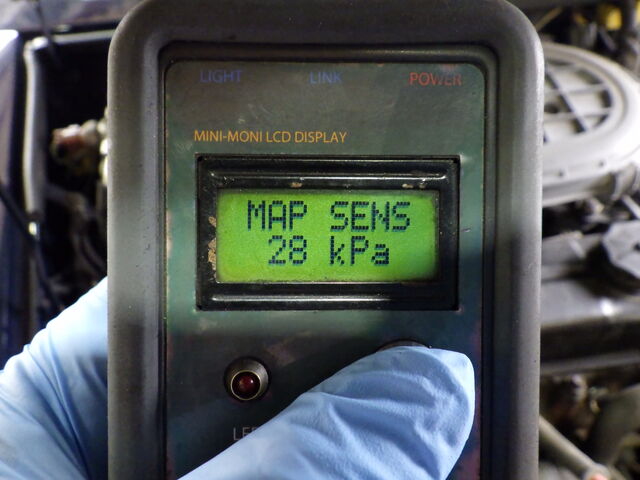 LIGHT LINK POWER
MINI-MONI LCD DISPLAY
MAP SENS
28 kPa